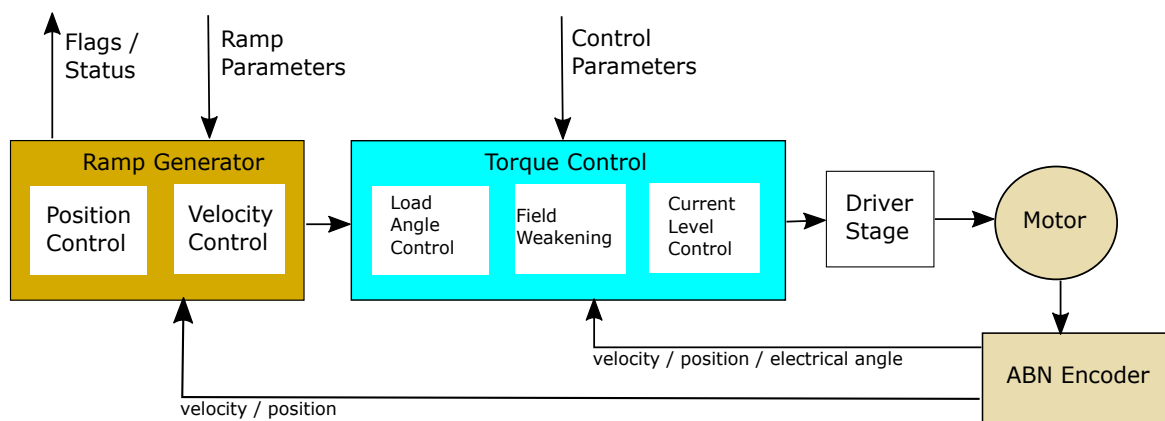 Flags /
Status
Ramp
Parameters
Control
Parameters
Ramp Generator
Position
Control
Velocity
Control
Torque Control
Load
Angle
Control
Field
Weakening
Current
Level
Control
Driver
Stage
Motor
velocity / position / electrical angle
ABN Encoder
velocity / position